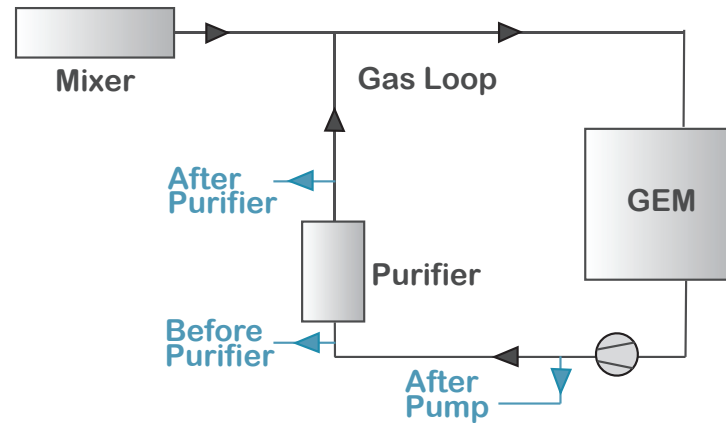 Mixer
Gas Loop
After
Purifier
GEM
Purifier
Before
Purifier
After
Pump